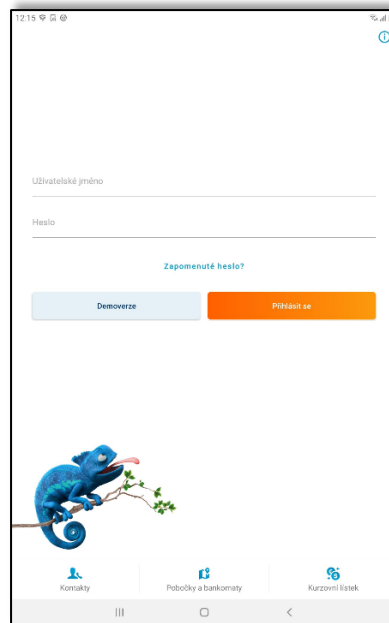 12:15
Uživatelské jméno
Heslo
Zapomenuté heslo?
Demoverze
Přihlásit se
Kontakty
Pobočky a bankomaty
Kurzovní lístek